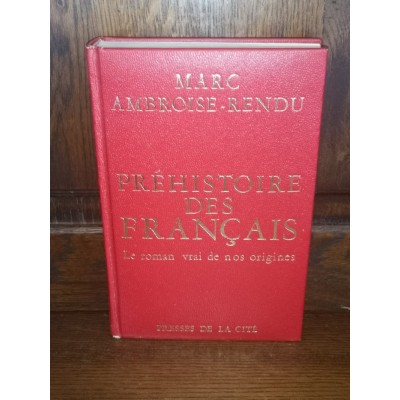 MARC
AMBROISE-RENDU
PRÉHISTOIRE
DES
FRANÇAIS
Le roman vrai de nos origines
PRESSES DE LA CITÉ